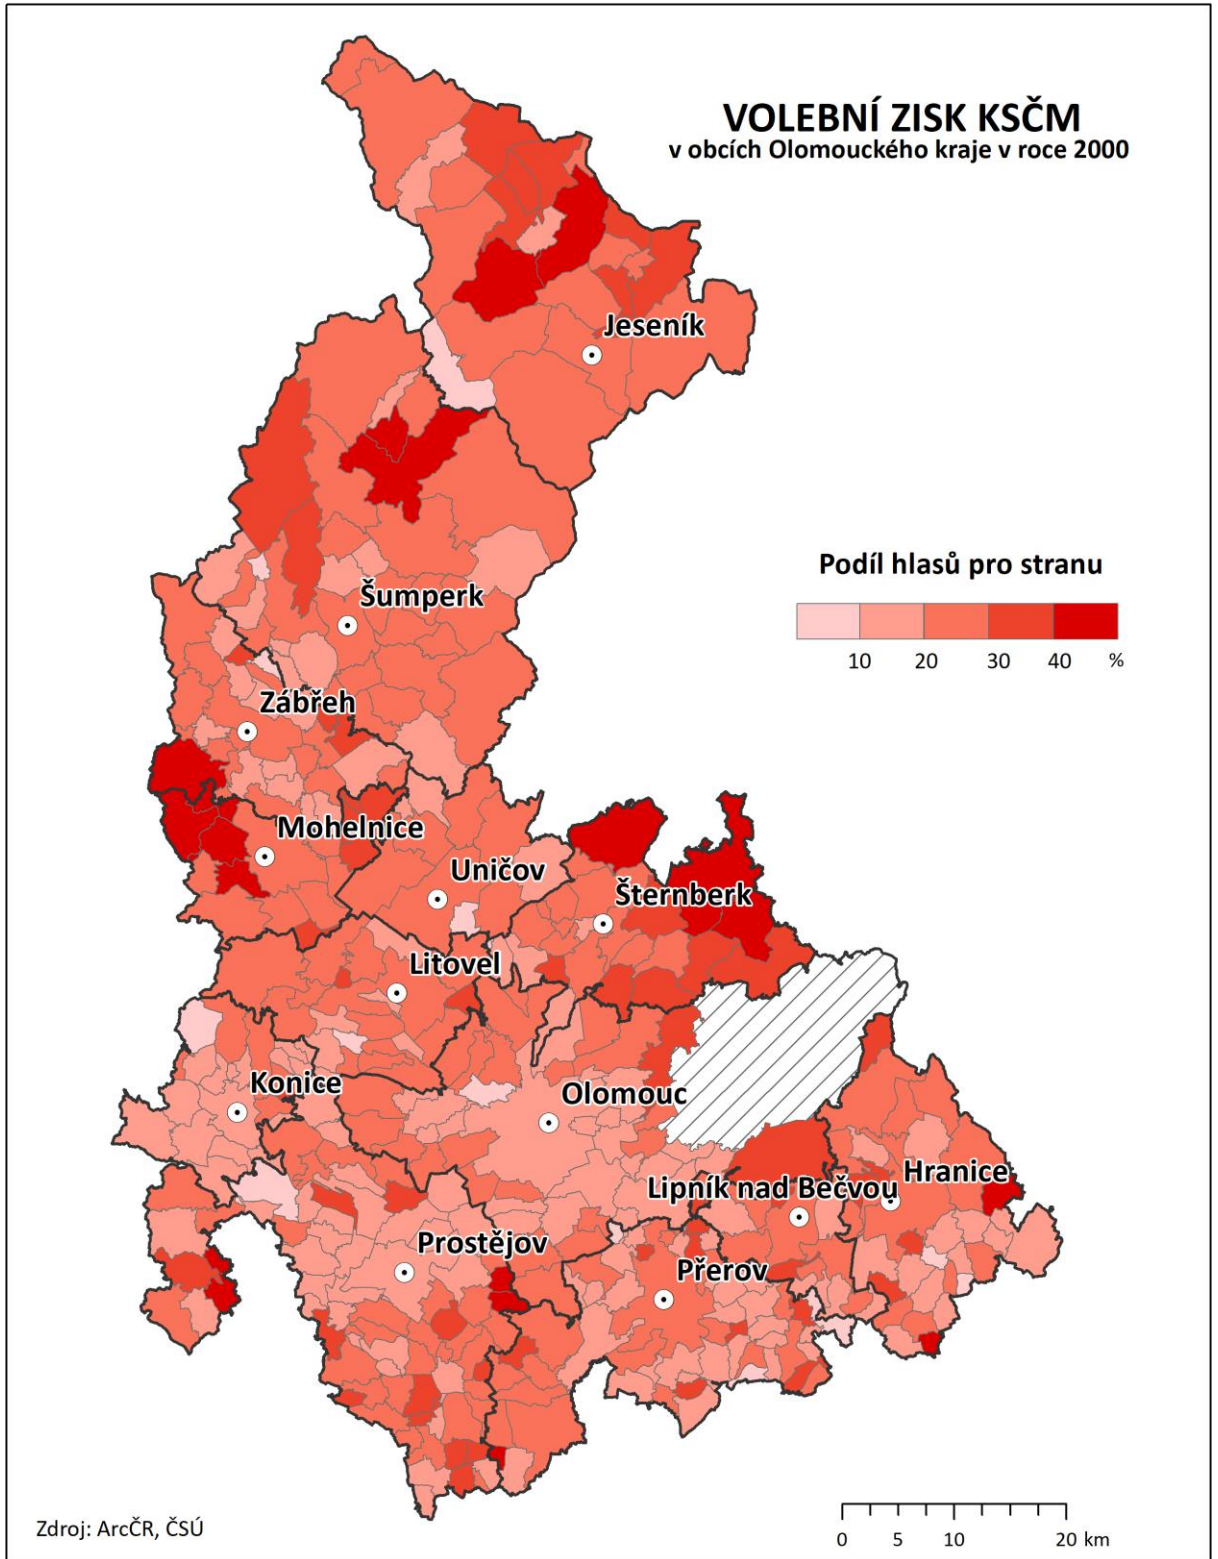 VOLEBNÍ ZISK KSČM
v obcích Olomouckého kraje v roce 2000
Jeseník
Podíl hlasů pro stranu
10 20 30 40 %
Šumperk
Zábřeh
Mohelnice
Uničov
Šternberk
Litovel
Konice
Olomouc
Hranice
Lipník nad Bečvou
Prostějov
Přerov
Zdroj: ArcČR, ČSÚ
0 5 10 20 km